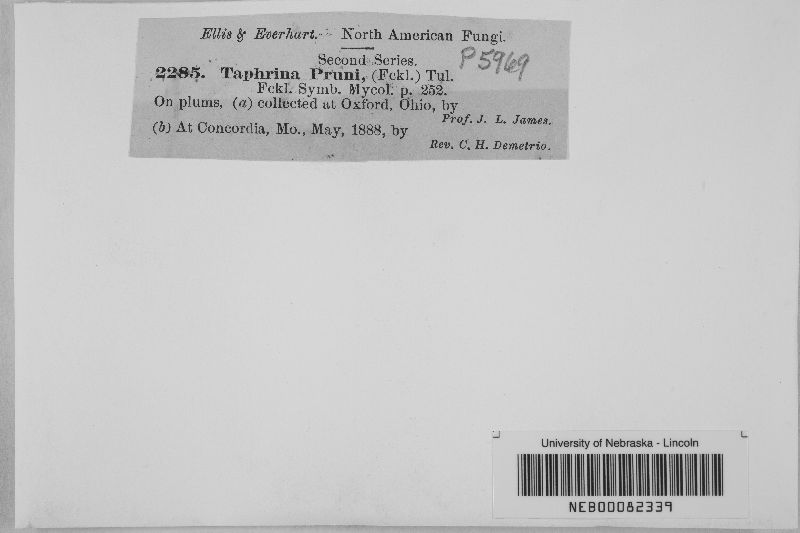 Ellis & Everhart. - North American Fungi.
Second Series.
P5969
2285. Taphrina Pruni, (Fckl.) Tul.
Fckl. Symb. Mycol. p. 252.
On plums, (a) collected at Oxford, Ohio, by
Prof. J. L. James.
(b) At Concordia, Mo., May, 1888, by
Rev. C. H. Demetrio.
University of Nebraska - Lincoln
NEB00082339